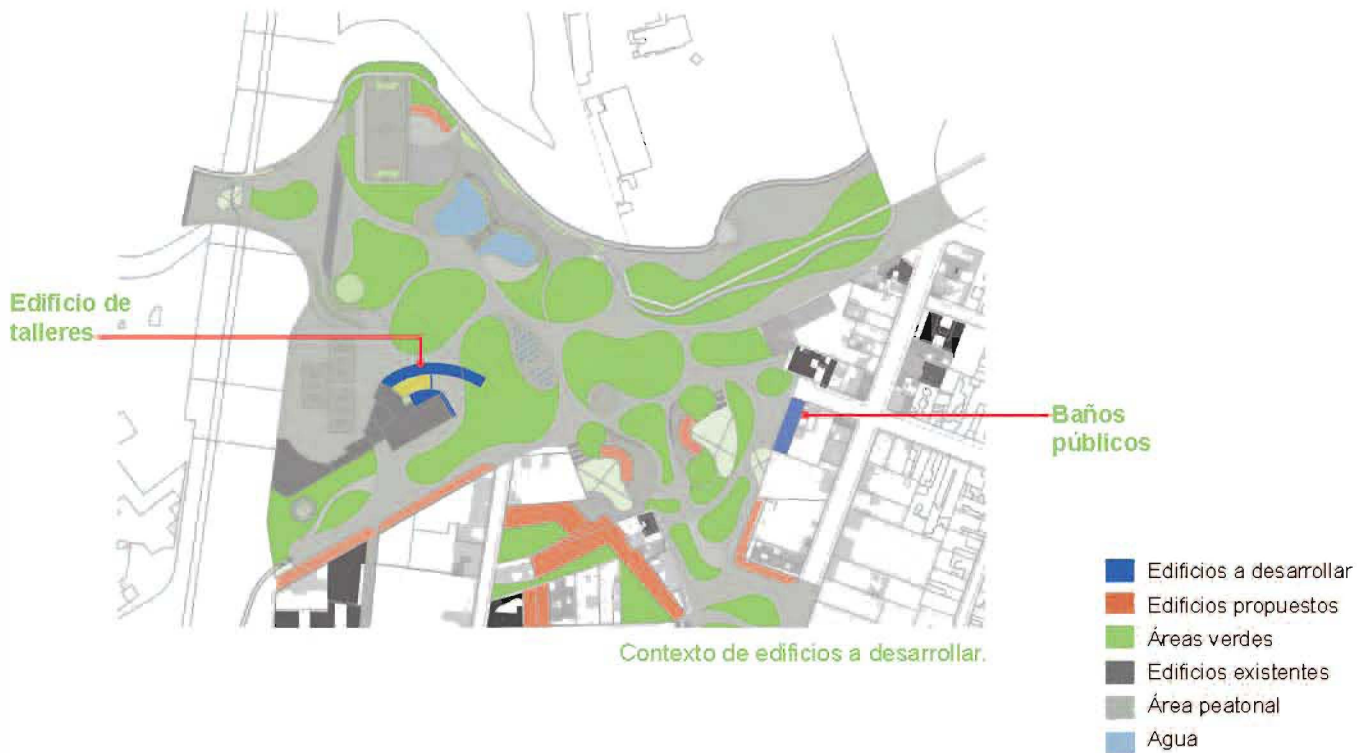 Edificio de
talleres
Baños
públicos
Contexto de edificios a desarrollar.
Edificios a desarrollar
Edificios propuestos
Áreas verdes
Edificios existentes
Área peatonal
Agua